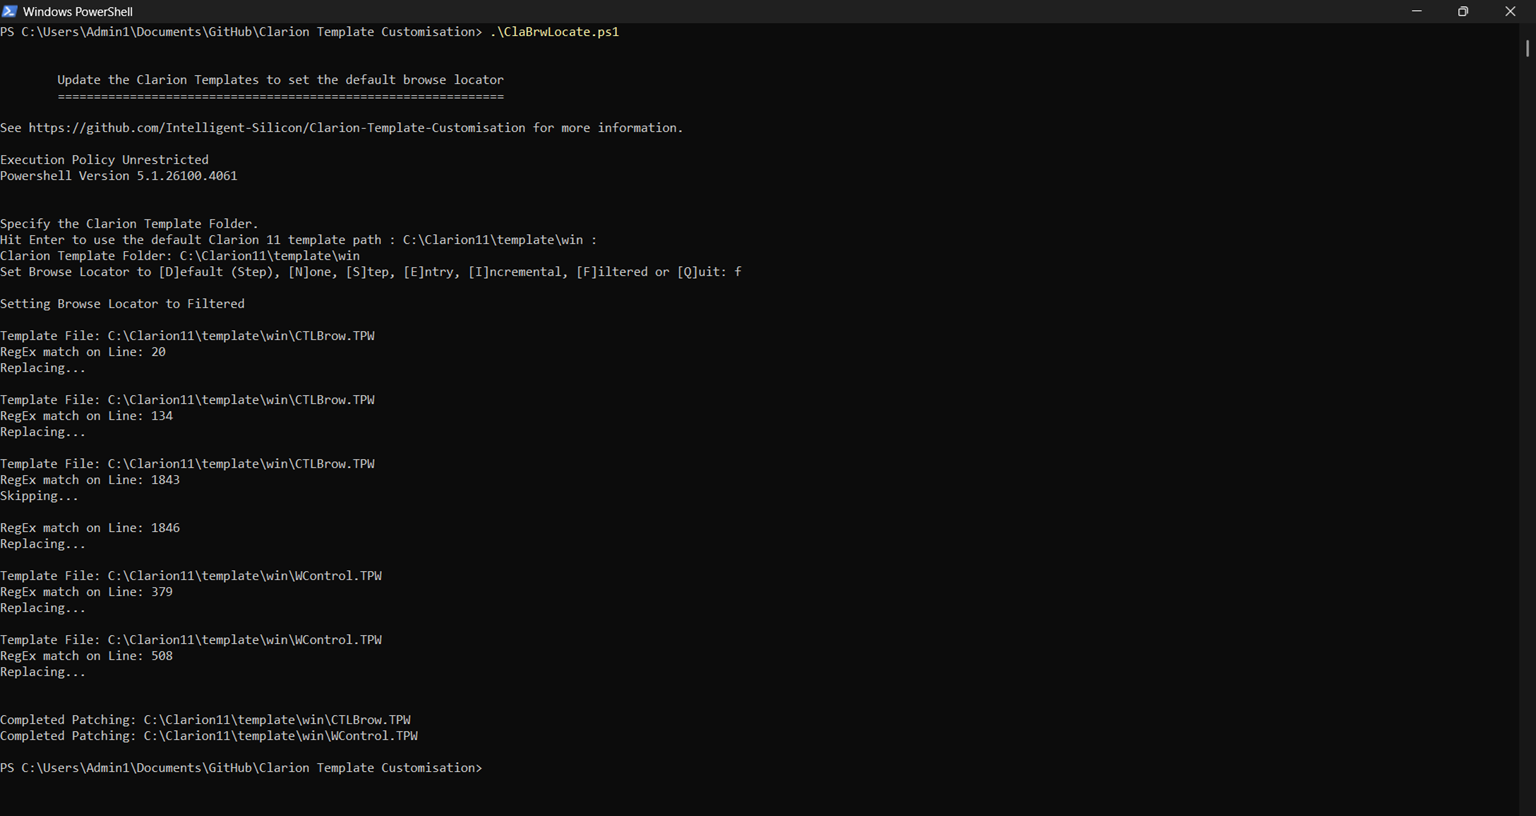 Windows PowerShell
PS C:\Users\Admin1\Documents\GitHub\Clarion Template Customisation> .\ClaBrwLocate.ps1
Update the Clarion Templates to set the default browse locator
==============================================================
See https://github.com/Intelligent-Silicon/Clarion-Template-Customisation for more information.
Execution Policy Unrestricted
Powershell Version 5.1.26100.4061
Specify the Clarion Template Folder.
Hit Enter to use the default Clarion 11 template path : C:\Clarion11\template\win :
Clarion Template Folder: C:\Clarion11\template\win
Set Browse Locator to [D]efault (Step), [N]one, [S]tep, [E]ntry, [I]ncremental, [F]iltered or [Q]uit: f
Setting Browse Locator to Filtered
Template File: C:\Clarion11\template\win\CTLBrow.TPW
RegEx match on Line: 20
Replacing...
Template File: C:\Clarion11\template\win\CTLBrow.TPW
RegEx match on Line: 134
Replacing...
Template File: C:\Clarion11\template\win\CTLBrow.TPW
RegEx match on Line: 1843
Skipping...
RegEx match on Line: 1846
Replacing...
Template File: C:\Clarion11\template\win\WControl.TPW
RegEx match on Line: 379
Replacing...
Template File: C:\Clarion11\template\win\WControl.TPW
RegEx match on Line: 508
Replacing...
Completed Patching: C:\Clarion11\template\win\CTLBrow.TPW
Completed Patching: C:\Clarion11\template\win\WControl.TPW
PS C:\Users\Admin1\Documents\GitHub\Clarion Template Customisation>